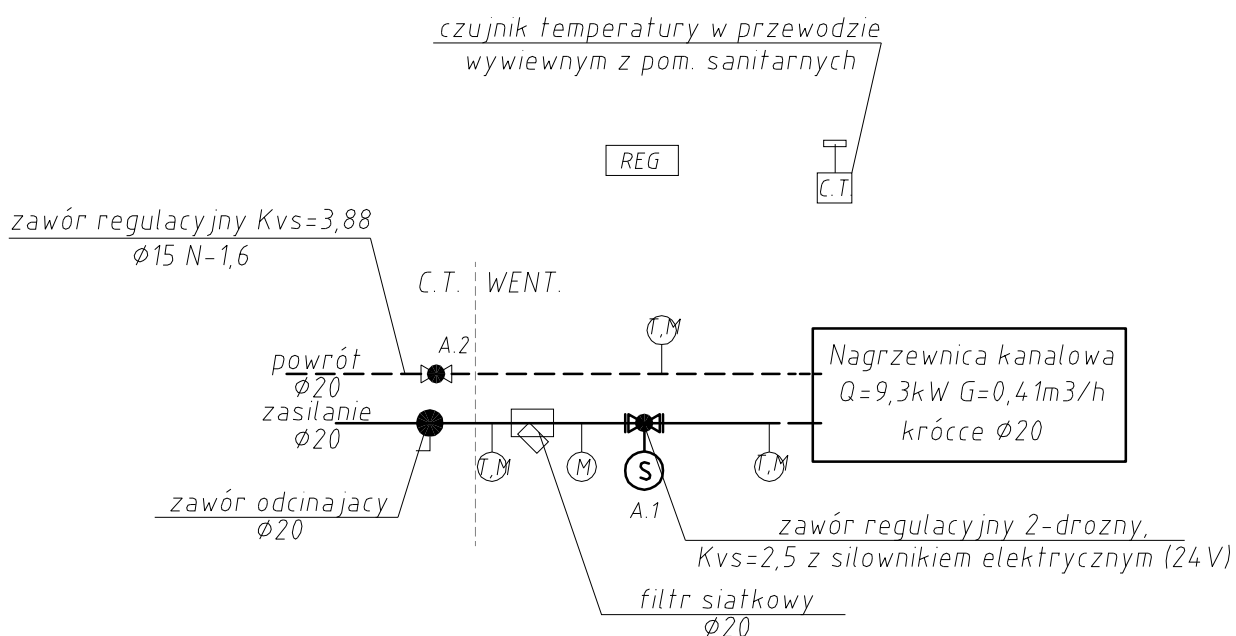 czujnik temperatury w przewodzie
wywiewnym z pom. sanitarnych
REG
C.T.
zawór regulacyjny Kvs=3,88
Ø15 N-1,6
C.T. WENT.
T,M
A.2
powrót
Ø20
zasilanie
Ø20
Nagrzewnica kanalowa
Q=9,3kW G=0,41m3/h
krócce Ø20
T,M
M
S
T,M
A.1
zawór odcinajacy
Ø20
zawór regulacyjny 2-drozny,
Kvs=2,5 z silownikiem elektrycznym (24V)
filtr siatkowy
Ø20